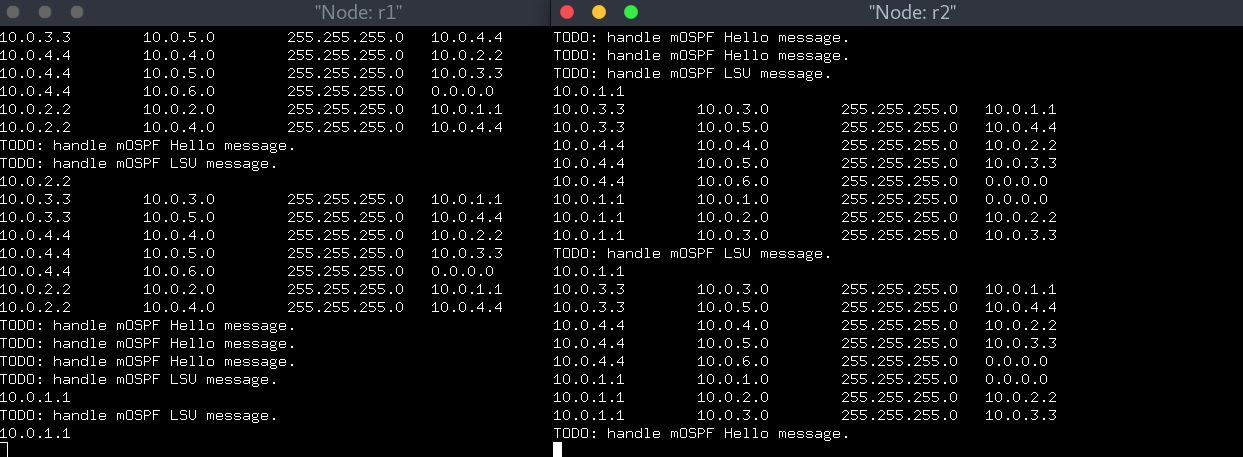 "Node: r1"
10.0.3.3 10.0.5.0 255.255.255.0 10.0.4.4
10.0.4.4 10.0.4.0 255.255.255.0 10.0.2.2
10.0.4.4 10.0.5.0 255.255.255.0 10.0.3.3
10.0.4.4 10.0.6.0 255.255.255.0 0.0.0.0
10.0.2.2 10.0.2.0 255.255.255.0 10.0.1.1
10.0.2.2 10.0.4.0 255.255.255.0 10.0.4.4
TODO: handle mOSPF Hello message.
TODO: handle mOSPF LSU message.
10.0.2.2
10.0.3.3 10.0.3.0 255.255.255.0 10.0.1.1
10.0.3.3 10.0.5.0 255.255.255.0 10.0.4.4
10.0.4.4 10.0.4.0 255.255.255.0 10.0.2.2
10.0.4.4 10.0.5.0 255.255.255.0 10.0.3.3
10.0.4.4 10.0.6.0 255.255.255.0 0.0.0.0
10.0.2.2 10.0.2.0 255.255.255.0 10.0.1.1
10.0.2.2 10.0.4.0 255.255.255.0 10.0.4.4
TODO: handle mOSPF Hello message.
TODO: handle mOSPF Hello message.
TODO: handle mOSPF Hello message.
TODO: handle mOSPF LSU message.
10.0.1.1
TODO: handle mOSPF LSU message.
10.0.1.1
"Node: r2"
TODO: handle mOSPF Hello message.
TODO: handle mOSPF Hello message.
TODO: handle mOSPF LSU message.
10.0.1.1
10.0.3.3 10.0.3.0 255.255.255.0 10.0.1.1
10.0.3.3 10.0.5.0 255.255.255.0 10.0.4.4
10.0.4.4 10.0.4.0 255.255.255.0 10.0.2.2
10.0.4.4 10.0.5.0 255.255.255.0 10.0.3.3
10.0.4.4 10.0.6.0 255.255.255.0 0.0.0.0
10.0.1.1 10.0.1.0 255.255.255.0 0.0.0.0
10.0.1.1 10.0.2.0 255.255.255.0 10.0.2.2
10.0.1.1 10.0.3.0 255.255.255.0 10.0.3.3
TODO: handle mOSPF LSU message.
10.0.1.1
10.0.3.3 10.0.3.0 255.255.255.0 10.0.1.1
10.0.3.3 10.0.5.0 255.255.255.0 10.0.4.4
10.0.4.4 10.0.4.0 255.255.255.0 10.0.2.2
10.0.4.4 10.0.5.0 255.255.255.0 10.0.3.3
10.0.4.4 10.0.6.0 255.255.255.0 0.0.0.0
10.0.1.1 10.0.1.0 255.255.255.0 0.0.0.0
10.0.1.1 10.0.2.0 255.255.255.0 10.0.2.2
10.0.1.1 10.0.3.0 255.255.255.0 10.0.3.3
TODO: handle mOSPF Hello message.